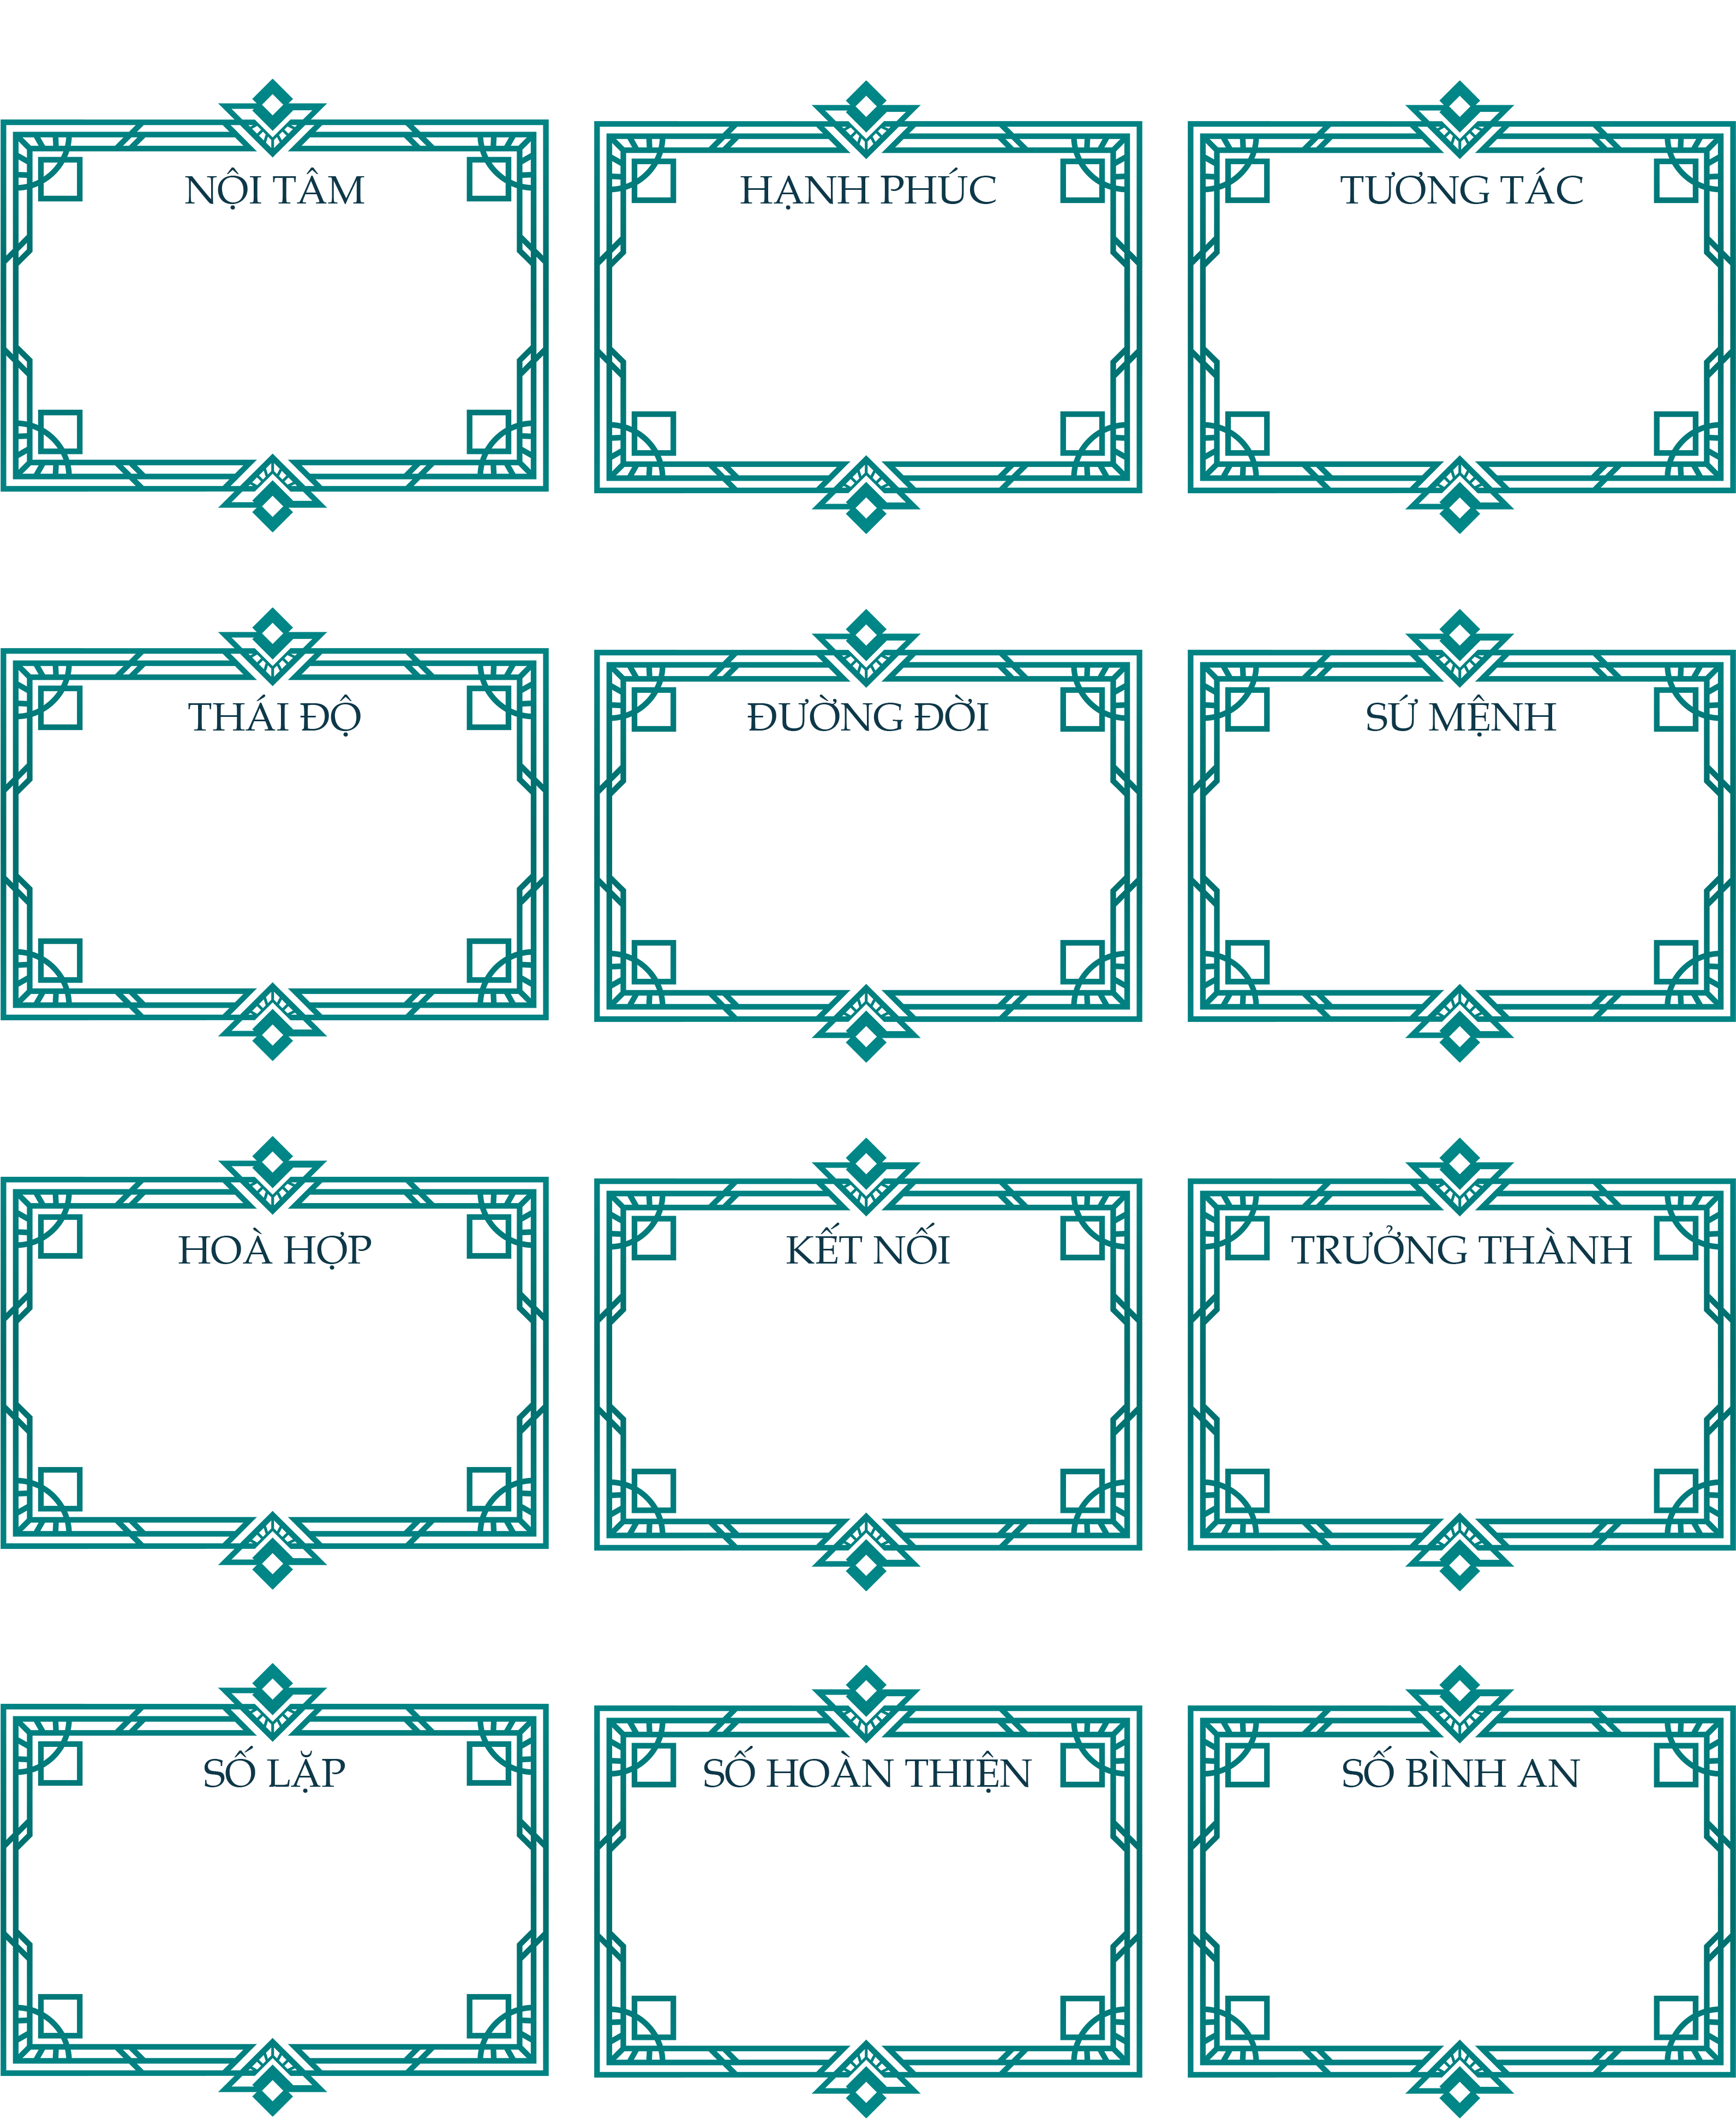 NỘI TÂM
HẠNH PHÚC
TƯƠNG TÁC
THÁI ĐỘ
ĐƯỜNG ĐỜI
SỨ MỆNH
HOÀ HỢP
KẾT NỐI
TRƯỞNG THÀNH
SỐ LẶP
SỐ HOÀN THIỆN
SỐ BÌNH AN